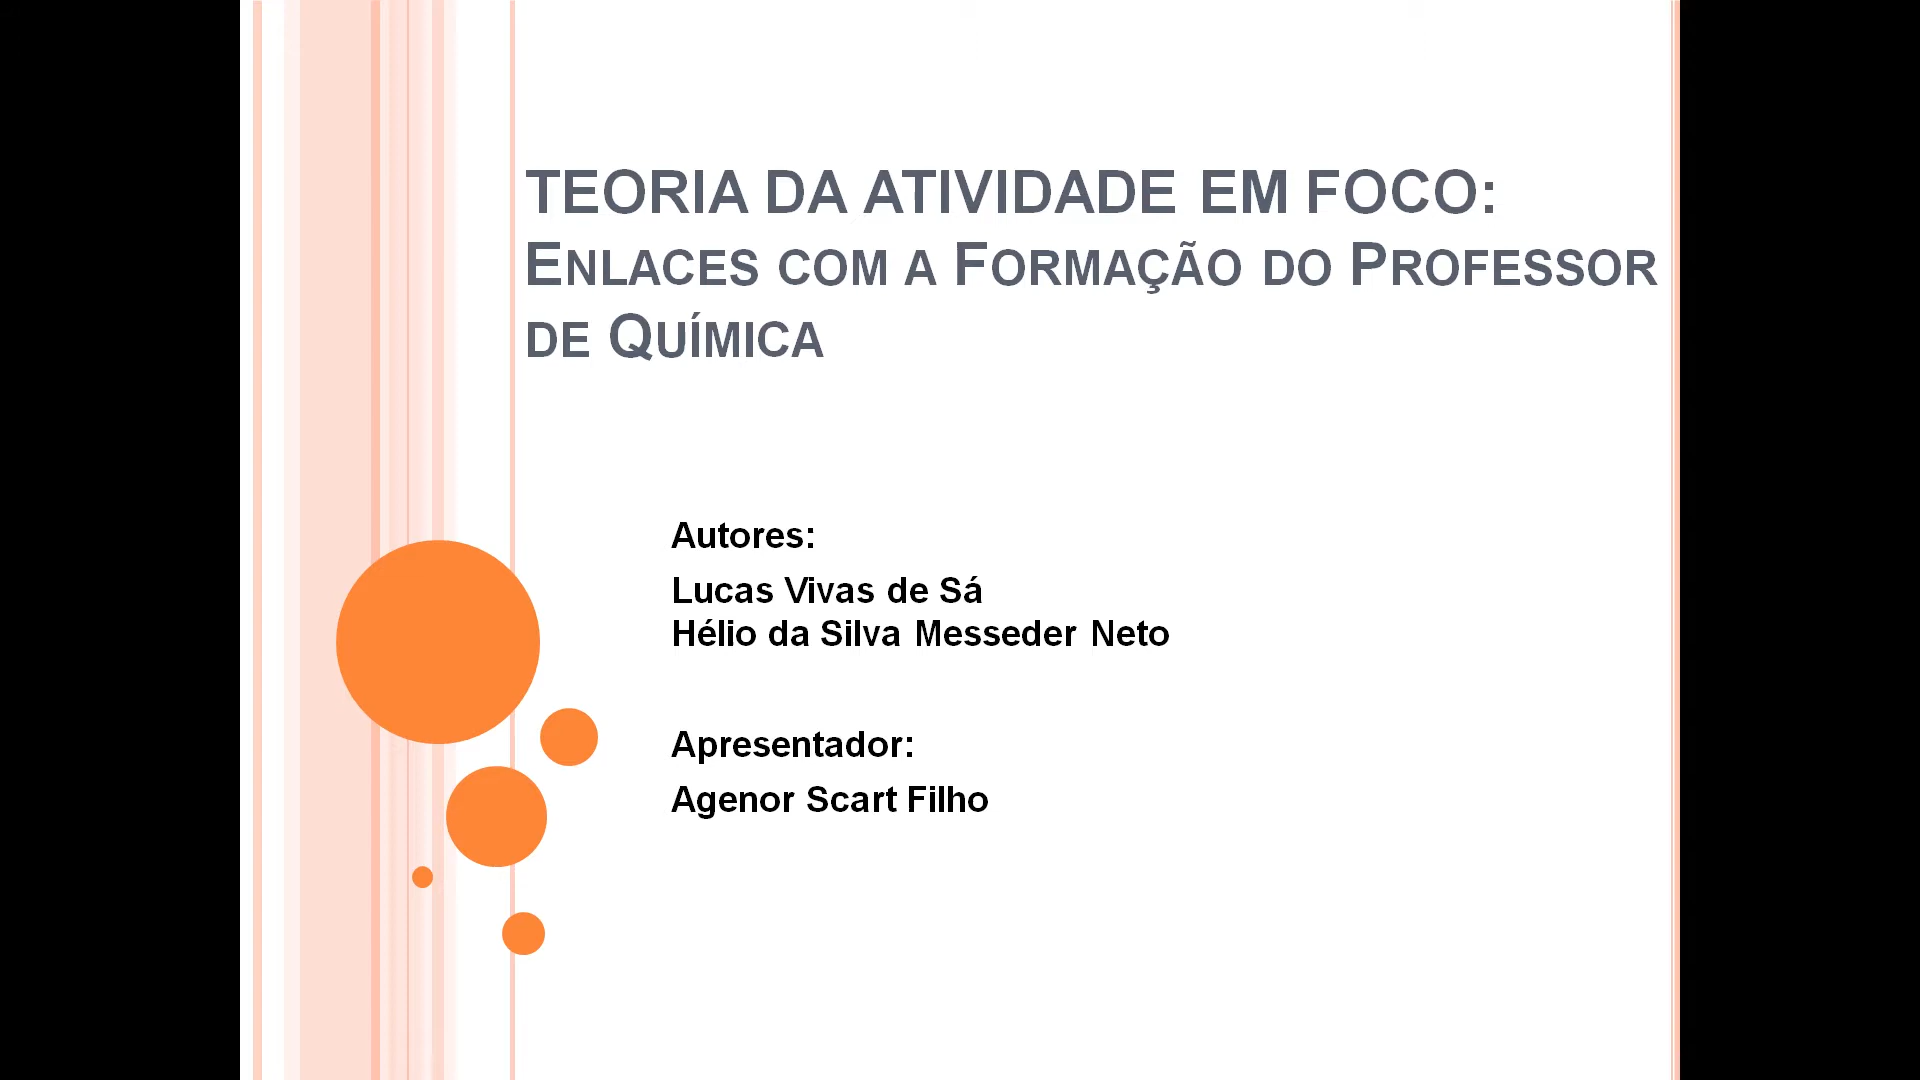 TEORIA DA ATIVIDADE EM FOCO:
ENLACES COM A FORMAÇÃO DO PROFESSOR
DE QUÍMICA
Autores:
Lucas Vivas de Sá
Hélio da Silva Messeder Neto
Apresentador:
Agenor Scart Filho